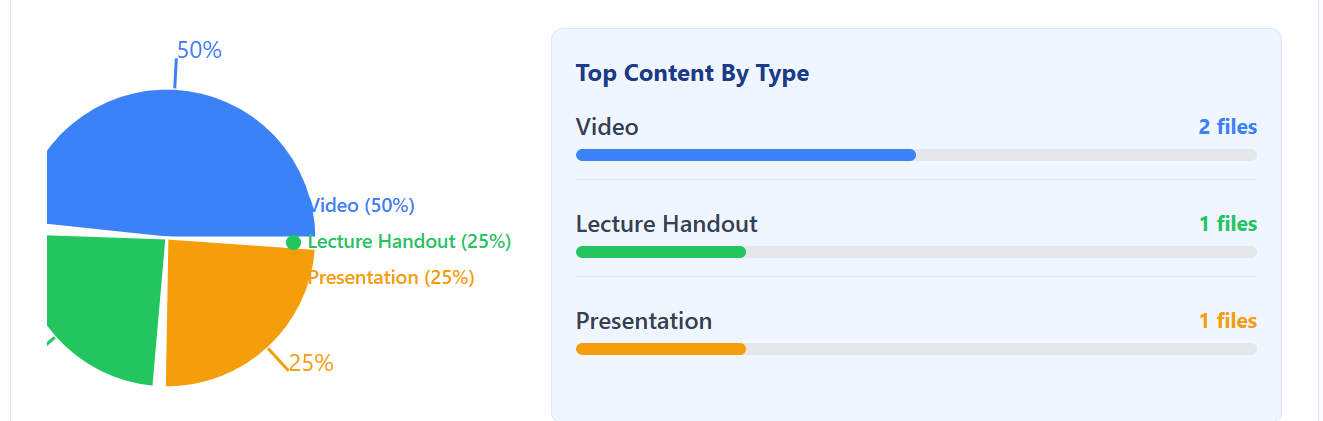 50%
Video (50%)
Lecture Handout (25%)
Presentation (25%)
25%
Top Content By Type
Video
2 files
Lecture Handout
1 files
Presentation
1 files